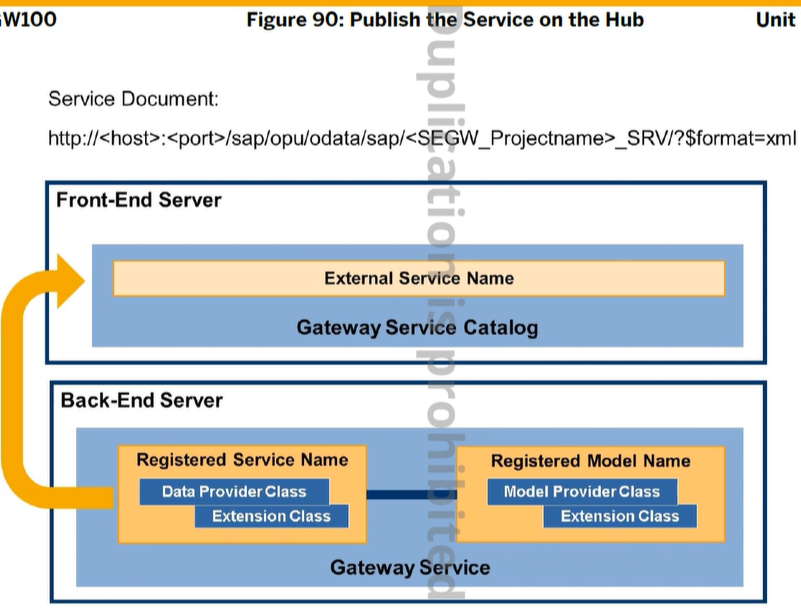 GW100 Figure 90: Publish the Service on the Hub Unit
Service Document:
http://<host>:<port>/sap/opu/odata/sap/<SEGW_Projectname>_SRV/?$format=xml
Front-End Server
External Service Name
Gateway Service Catalog
Back-End Server
Registered Service Name
Data Provider Class
Extension Class
Registered Model Name
Model Provider Class
Extension Class
Gateway Service
Duplication is prohibited